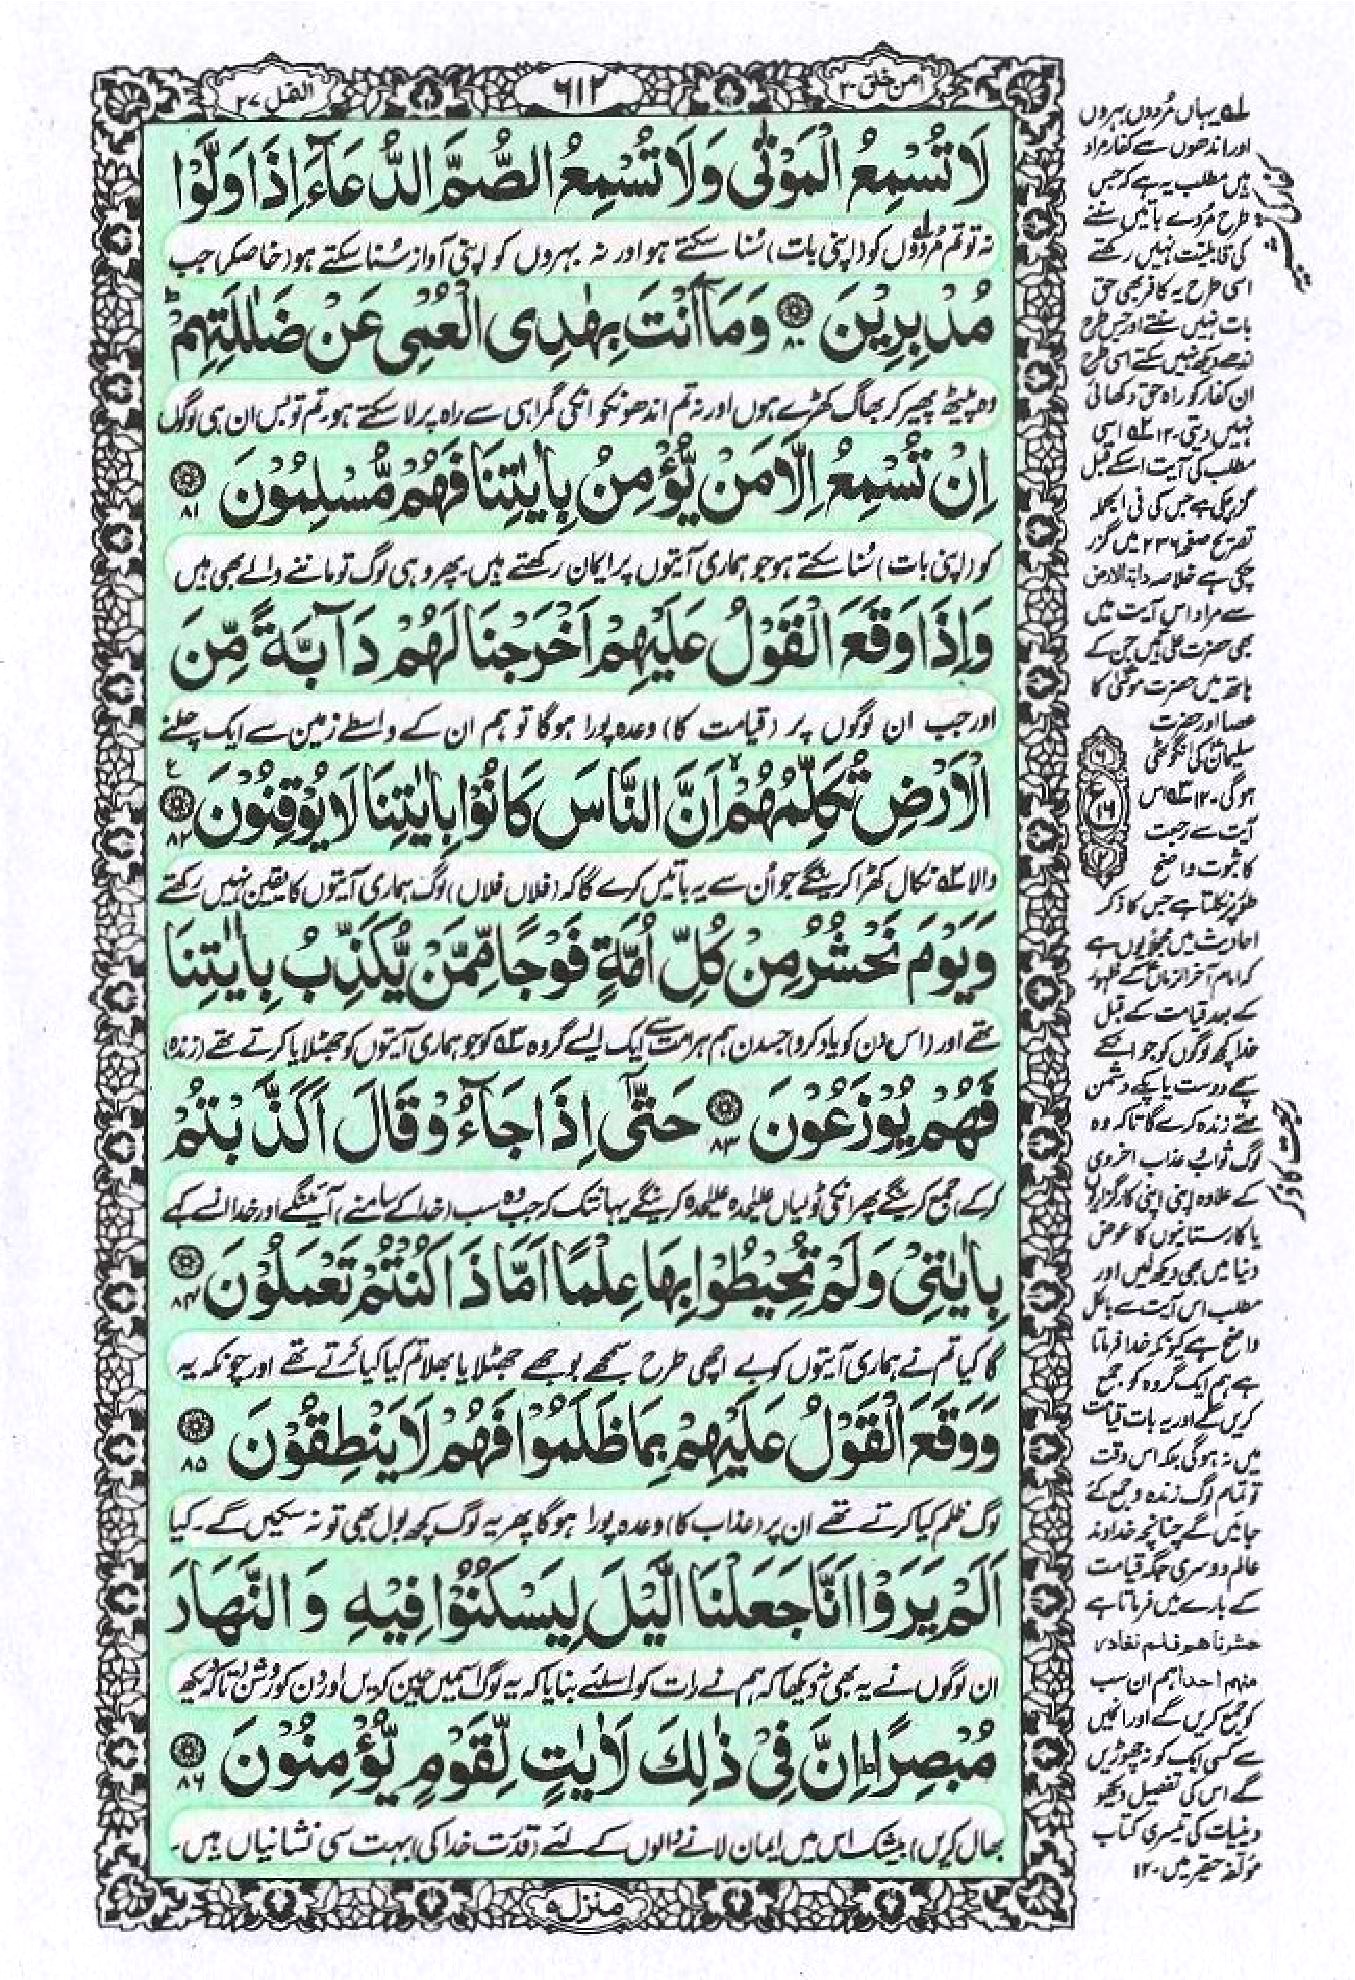 امن خلق ۲۰
۶۱۲
النمل ۲۷
لَا تُسْمِعُ الْمَوْتٰى وَلَا تُسْمِعُ الصُّمَّ الدُّعَآءَ اِذَا وَلَّوْا
نہ تو تم مُردوں کو (اپنی بات) سُنا سکتے ہو اور نہ بہروں کو اپنی آواز سُنا سکتے ہو (خاصکر) جب
مُدْبِرِيْنَ ۸۰ وَمَآ اَنْتَ بِهٰدِى الْعُمْىِ عَنْ ضَلٰلَتِهِمْ ؕ
وہ پیٹھ پھیر کر بھاگ کھڑے ہوں اور نہ تم اندھونکو انکی گمراہی سے راہ پر لا سکتے ہو تم تو بس ان ہی لوگوں
اِنْ تُسْمِعُ اِلَّا مَنْ يُّؤْمِنُ بِاٰيٰتِنَا فَهُمْ مُّسْلِمُوْنَ ۸۱
کو (اپنی بات) سُنا سکتے ہو جو ہماری آیتوں پر ایمان رکھتے ہیں۔ پھر وہی لوگ تو ماننے والے بھی ہیں
وَاِذَا وَقَعَ الْقَوْلُ عَلَيْهِمْ اَخْرَجْنَا لَهُمْ دَآبَّةً مِّنَ
اور جب ان لوگوں پر (قیامت کا) وعدہ پورا ہوگا تو ہم ان کے واسطے زمین سے ایک چلنے
الْاَرْضِ تُكَلِّمُهُمْ ۙ اَنَّ النَّاسَ كَانُوْا بِاٰيٰتِنَا لَا يُوْقِنُوْنَ ۸۲ ع
والا ۲ے نکال کھڑا کرینگے جو اُن سے یہ باتیں کرے گا کہ (فلاں فلاں) لوگ ہماری آیتوں کا یقین نہیں رکھتے
وَيَوْمَ نَحْشُرُ مِنْ كُلِّ اُمَّةٍ فَوْجًا مِّمَّنْ يُّكَذِّبُ بِاٰيٰتِنَا
تھے اور (اس دن کو یاد کرو) جسدن ہم ہر امت سے ایک ایسے گروہ ۳ے کو جو ہماری آیتوں کو جھٹلایا کرتے تھے (زندہ
فَهُمْ يُوْزَعُوْنَ ۸۳ حَتّٰٓى اِذَا جَآءُوْ وَقَالَ اَكَذَّبْتُمْ
کرکے) جمع کرینگے پھر انکی ٹولیاں علیٰحدہ علیٰحدہ کرینگے یہانتک کہ جب وہ سب (خدا کے سامنے) آئینگے اور خدا ان سے کہے
بِاٰيٰتِىْ وَلَمْ تُحِيْطُوْا بِهَا عِلْمًا اَمَّاذَا كُنْتُمْ تَعْمَلُوْنَ ۸۴
گا کیا تم نے ہماری آیتوں کو بے اچھی طرح سمجھے بوجھے جھٹلایا بھلا تم کیا کیا کرتے تھے اور چونکہ یہ
وَوَقَعَ الْقَوْلُ عَلَيْهِمْ بِمَا ظَلَمُوْا فَهُمْ لَا يَنْطِقُوْنَ ۸۵
لوگ ظلم کیا کرتے تھے ان پر (عذاب کا) وعدہ پورا ہوگا پھر یہ لوگ کچھ بول بھی تو نہ سکیں گے۔ کیا
اَلَمْ يَرَوْا اَنَّا جَعَلْنَا الَّيْلَ لِيَسْكُنُوْا فِيْهِ وَالنَّهَارَ
ان لوگوں نے یہ بھی نہ دیکھا کہ ہم نے رات کو اسلئے بنایا کہ یہ لوگ اسمیں چین کریں اور دن کو روشن تاکہ دیکھ
مُبْصِرًا ؕ اِنَّ فِىْ ذٰلِكَ لَاٰيٰتٍ لِّقَوْمٍ يُّؤْمِنُوْنَ ۸۶
بھال کریں) بیشک اس میں ایمان لانے والوں کے لئے (قدرت خدا کی) بہت سی نشانیاں ہیں۔
منزل ۵
۱ے یہاں مُردوں بہروں
اور اندھوں سے کفار مراد
ہیں مطلب یہ ہے کہ جس
طرح مُردے باتیں سننے
کی قابلیت نہیں رکھتے
اسی طرح یہ کافر بھی حق
بات نہیں سنتے اور جس طرح
اندھے دیکھ نہیں سکتے اسی طرح
ان کفار کو راہ حق دکھائی
نہیں دیتی۔ ۱۲ ۲ے اسی
مطلب کی آیت اسکے قبل
گزر چکی ہے جس کی فی الجملہ
تصریح صفحہ ۲۳۶ میں گزر
چکی ہے خلاصہ دابۃ الارض
سے مراد اس آیت میں
بھی حضرت علی ہیں جن کے
ہاتھ میں حضرت موسیٰ کا
عصا اور حضرت
سلیمان کی انگوٹھی
ہوگی۔ ۱۲ ۳ے اس
آیت سے رجعت
کا ثبوت واضح
طور پر نکلتا ہے جس کا ذکر
احادیث میں یوں ہے
کہ امام آخر الزماں کے ظہور
کے بعد قیامت کے قبل
خدا کچھ لوگوں کو جو اچھے
سچے دوست یا پکے دشمن
تھے زندہ کرے گا تاکہ وہ
لوگ ثواب عذاب اخروی
کے علاوہ اپنی اپنی کارگزاریوں
یا کارستانیوں کا عوض
دنیا میں بھی دیکھ لیں اور
مطلب اس آیت سے بالکل
واضح ہے کیونکہ خدا فرماتا
ہے ہم ایک گروہ کو جمع
کریں گے اور یہ بات قیامت
میں نہ ہوگی بلکہ اس وقت
تو تمام لوگ زندہ و جمع کئے
جائیں گے چنانچہ خداوند
عالم دوسری جگہ قیامت
کے بارے میں فرماتا ہے
حشرناھم فلم نغادر
منہم احدا ہم ان سب
کو جمع کریں گے اور انمیں
سے کسی ایک کو نہ چھوڑیں
گے اس کی تفصیل دیکھو
دینیات کی تیسری کتاب
مولفہ حقیر میں۔ ۱۲
۶
ع
۱۶
۲
رجعت کا ذکر